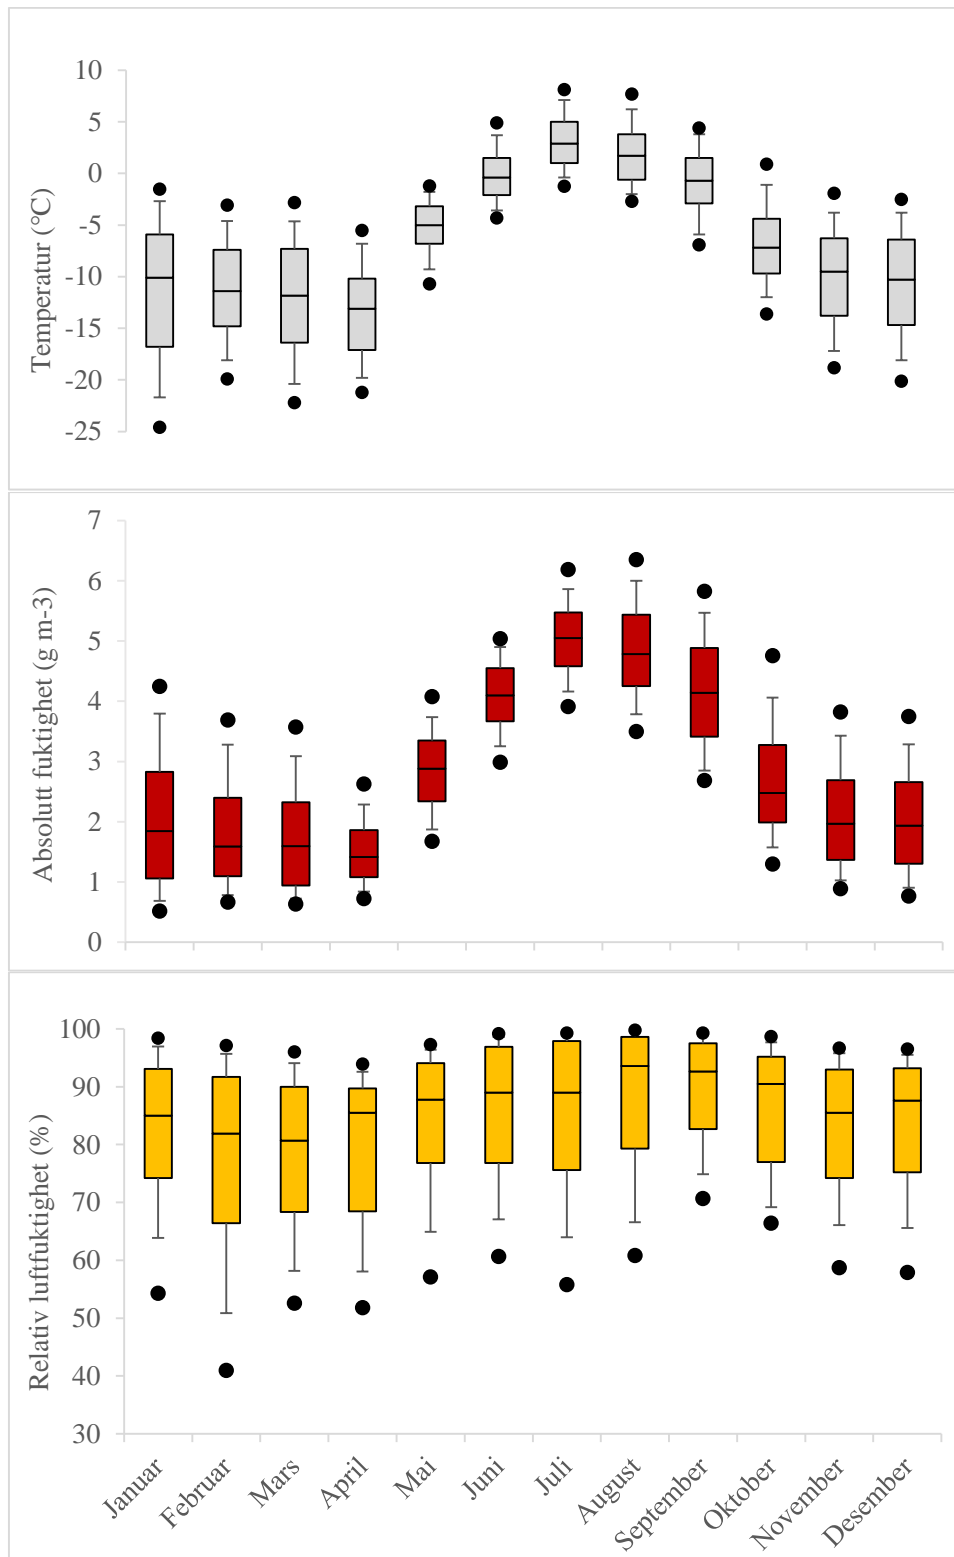 Temperatur (°C)
10
5
0
-5
-10
-15
-20
-25
Absolutt fuktighet (g m-3)
7
6
5
4
3
2
1
0
Relativ luftfuktighet (%)
100
90
80
70
60
50
40
30
Januar
Februar
Mars
April
Mai
Juni
Juli
August
September
Oktober
November
Desember